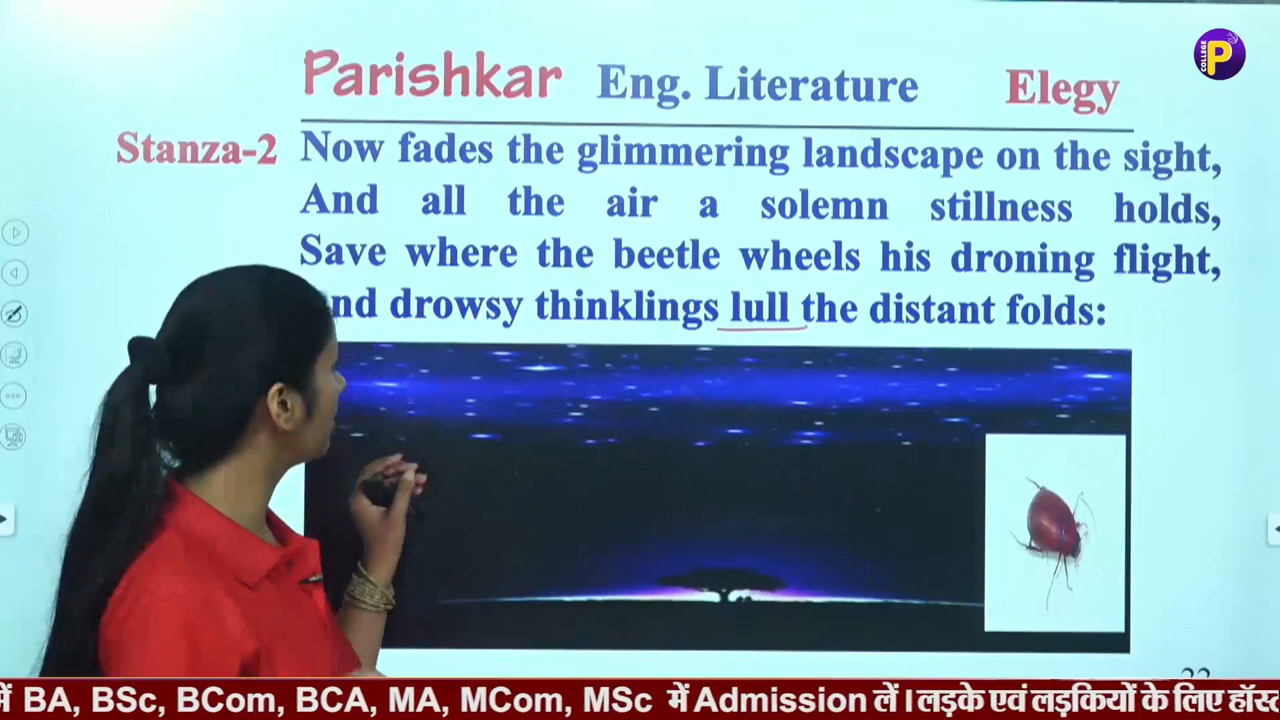 COLLEGE P
Parishkar Eng. Literature Elegy
Stanza-2 Now fades the glimmering landscape on the sight,
And all the air a solemn stillness holds,
Save where the beetle wheels his droning flight,
nd drowsy thinklings lull the distant folds:
में BA, BSc, BCom, BCA, MA, MCom, MSc में Admission लें । लड़के एवं लड़कियों के लिए हॉस्